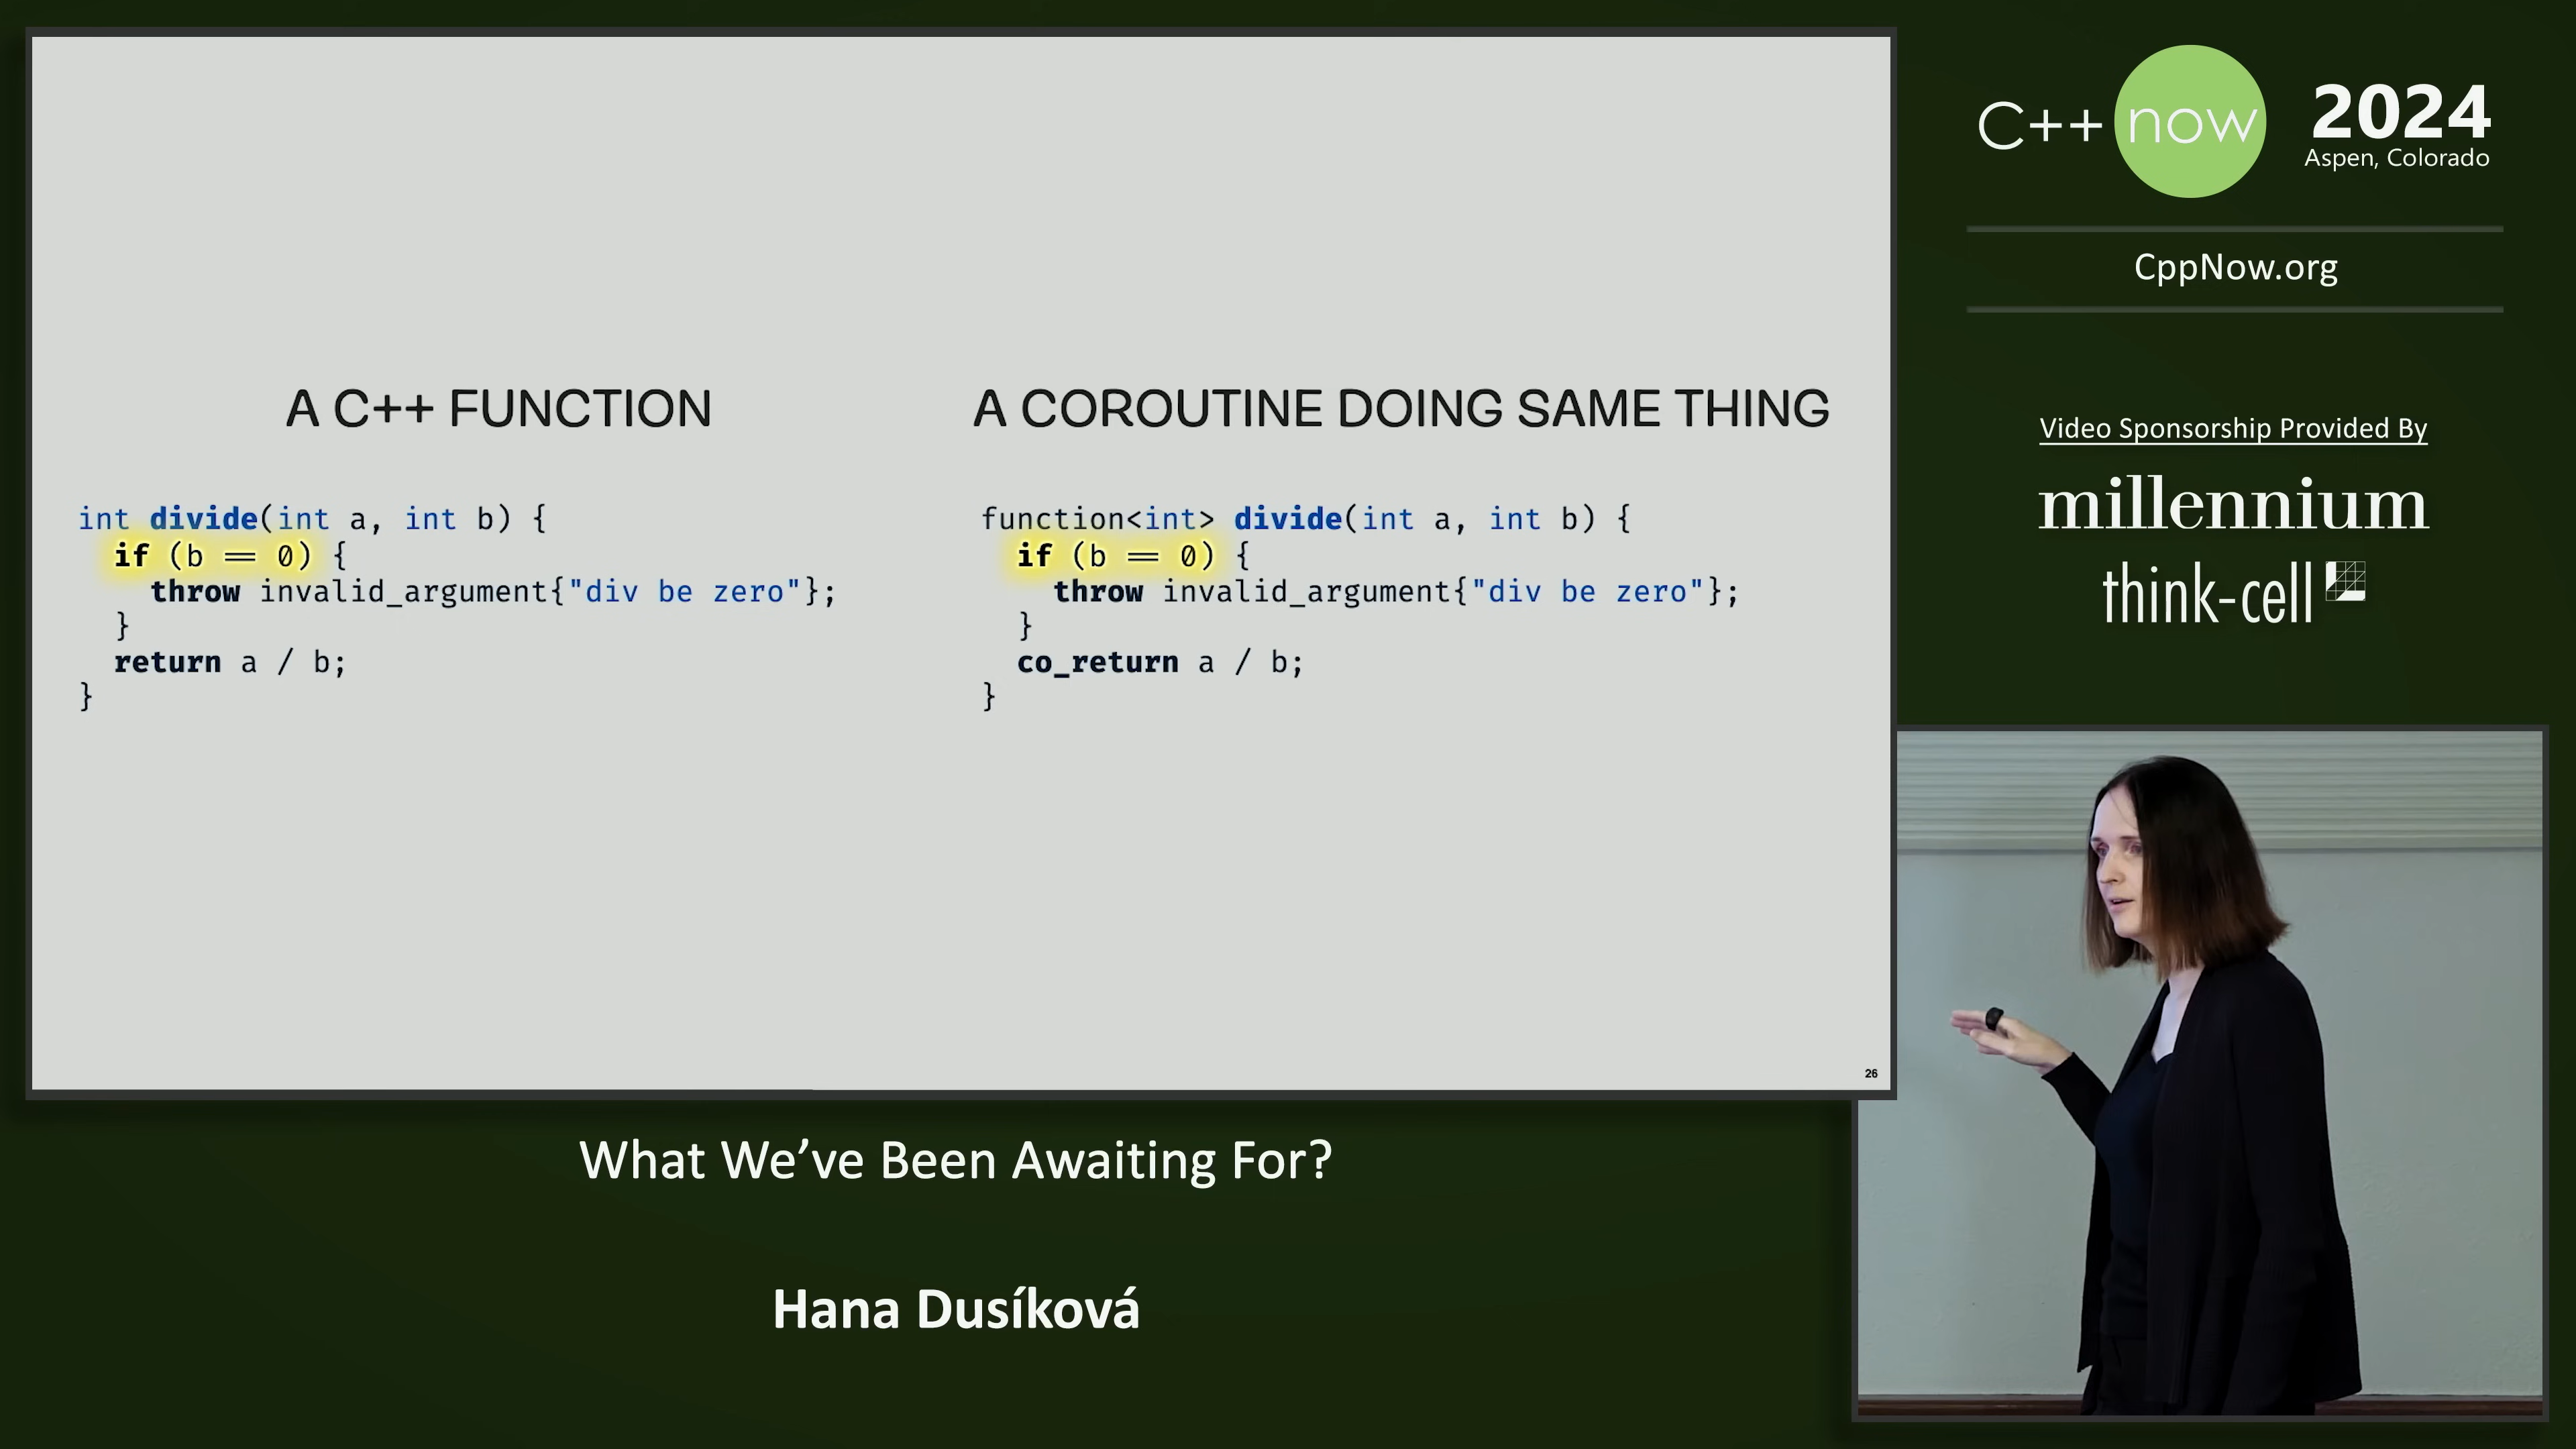 A C++ FUNCTION
int divide(int a, int b) {
if (b == 0) {
throw invalid_argument{"div be zero"};
}
return a / b;
}
A COROUTINE DOING SAME THING
function<int> divide(int a, int b) {
if (b == 0) {
throw invalid_argument{"div be zero"};
}
co_return a / b;
}
26
What We’ve Been Awaiting For?
Hana Dusíková
C++ now
2024
Aspen, Colorado
CppNow.org
Video Sponsorship Provided By
millennium
think-cell